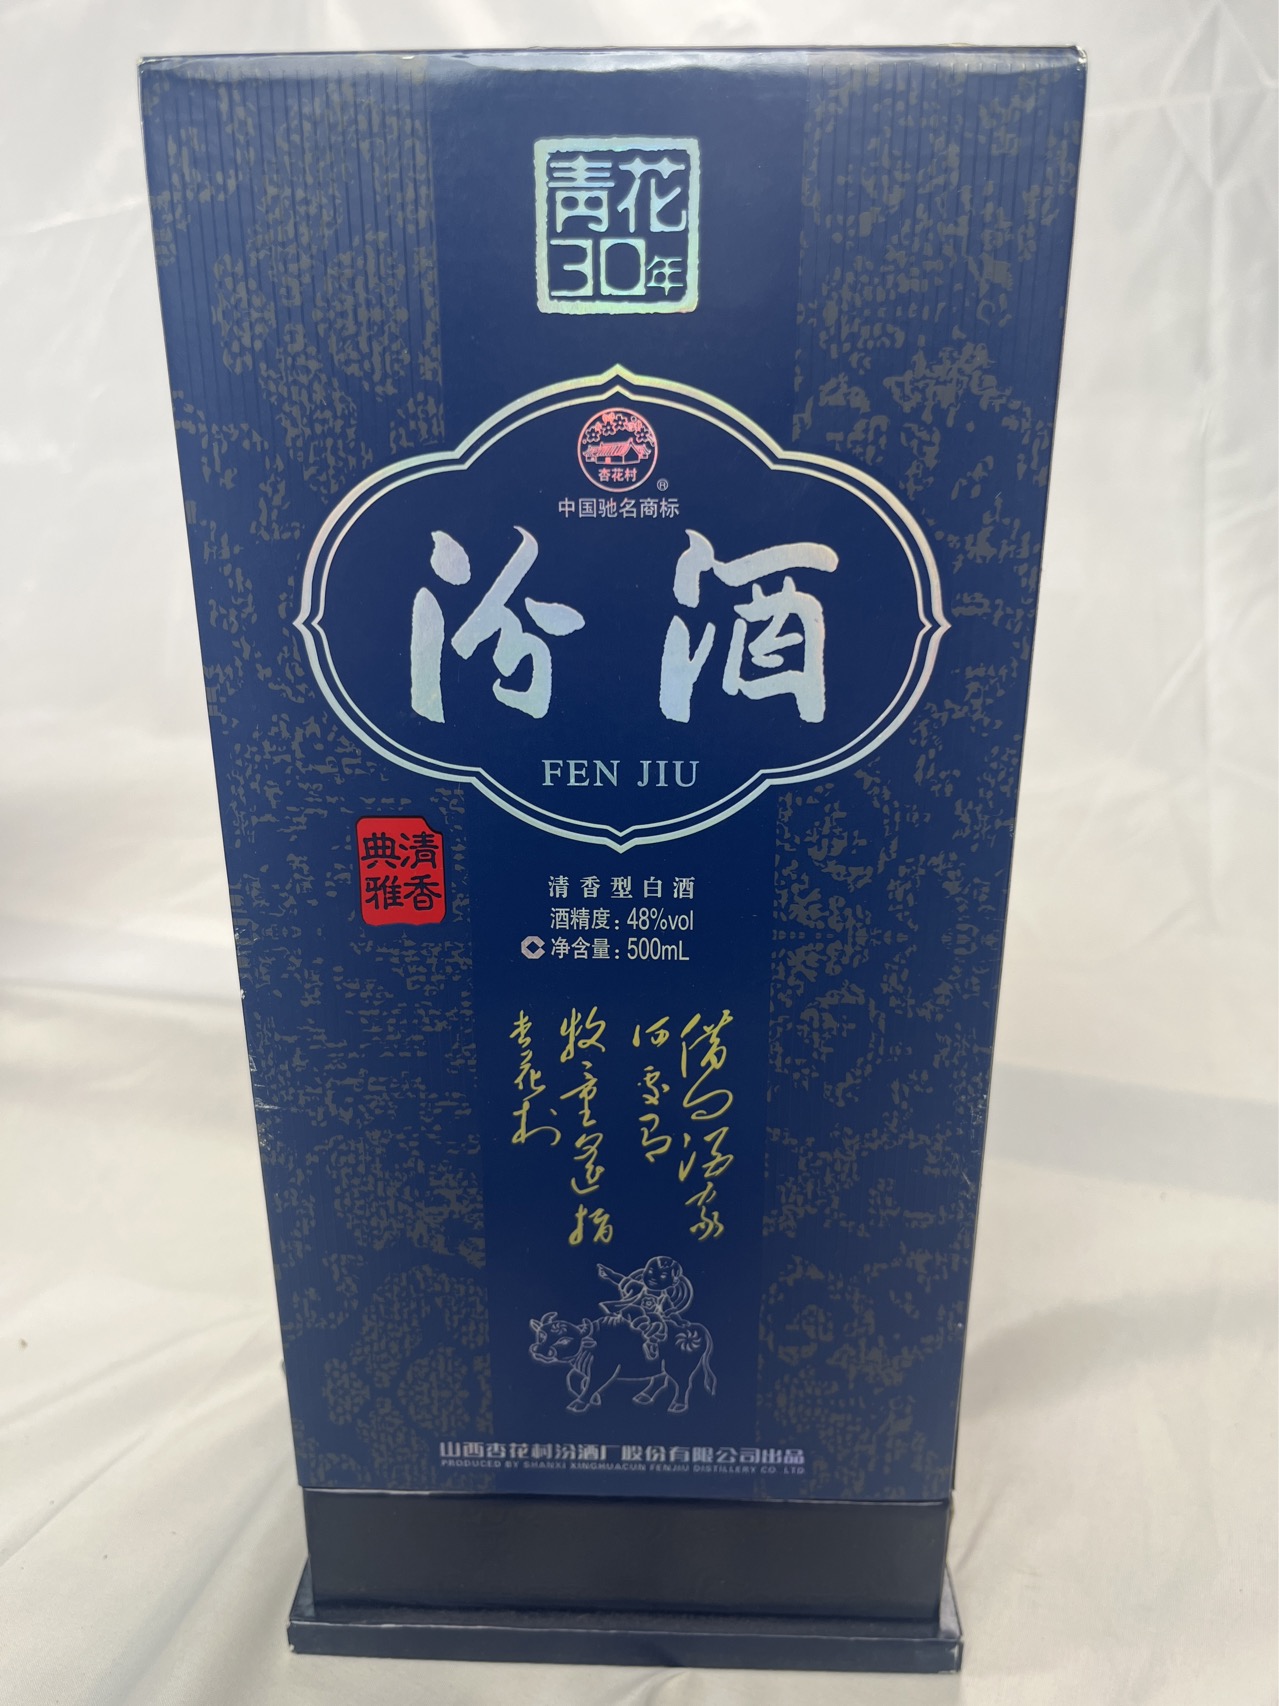 青花
30年
杏花村
®
中国驰名商标
汾酒
FEN JIU
清香
典雅
清香型白酒
酒精度：48%vol
净含量：500mL
借问酒家
何处有
牧童遥指
杏花村
山西杏花村汾酒厂股份有限公司出品
PRODUCED BY SHANXI XINGHUACUN FENJIU DISTILLERY CO. LTD